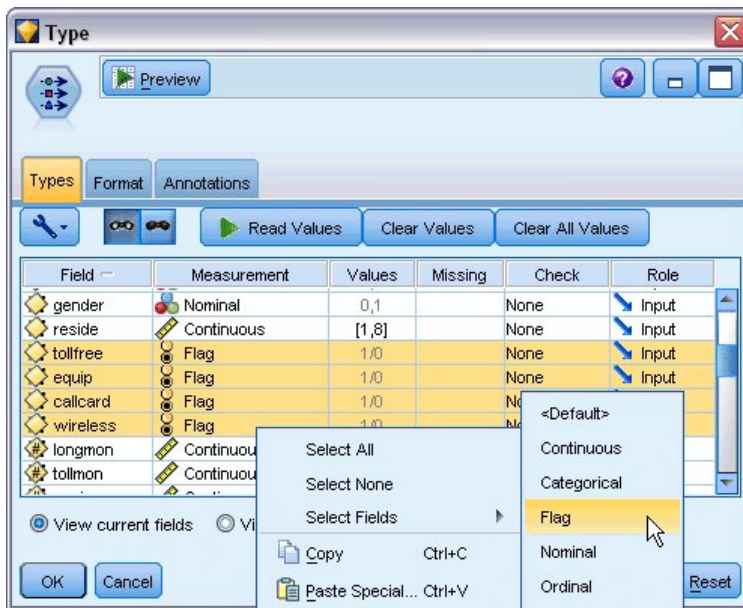 Type
Preview
Types Format Annotations
Read Values Clear Values Clear All Values
Field Measurement Values Missing Check Role
gender Nominal 0,1 None Input
reside Continuous [1,8] None Input
tollfree Flag 1/0 None Input
equip Flag 1/0 None Input
callcard Flag 1/0
wireless Flag 1/0
longmon Continuou
tollmon Continuou
<Default>
Continuous
Categorical
Flag
Nominal
Ordinal
Select All
Select None
Select Fields
Copy Ctrl+C
Paste Special... Ctrl+V
View current fields Vi
OK Cancel Reset